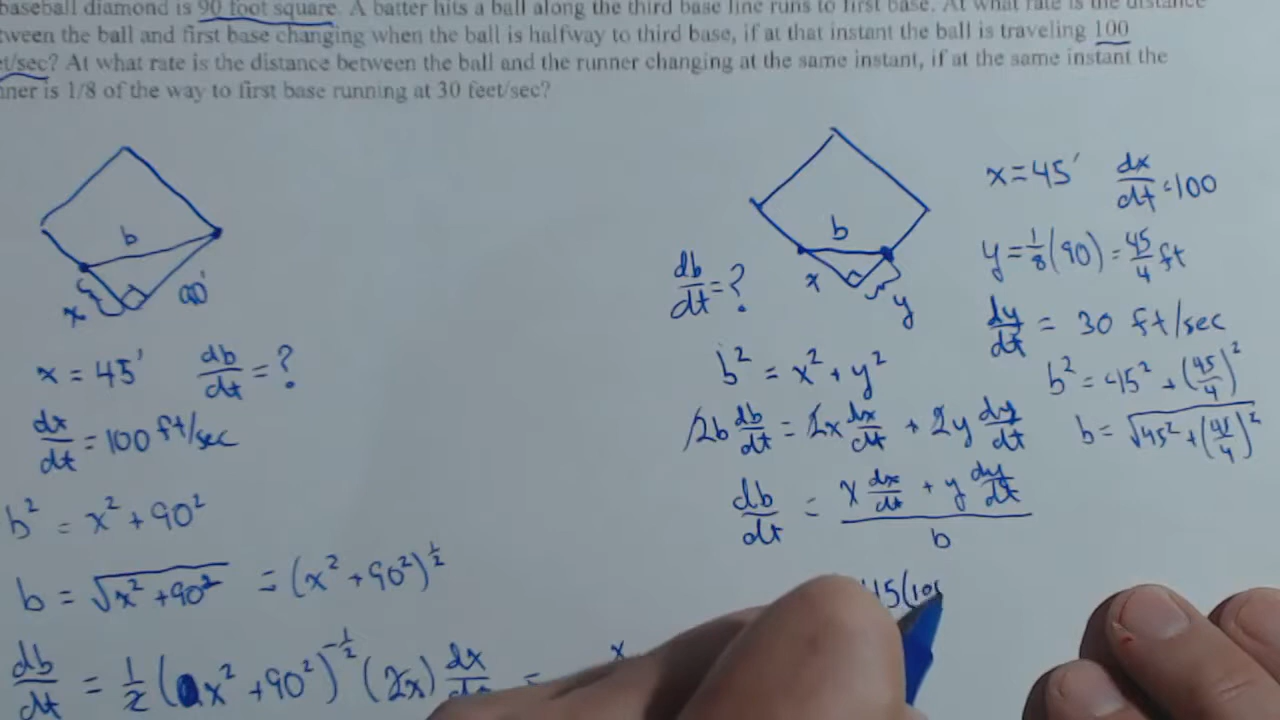 baseball diamond is 90 foot square. A batter hits a ball along the third base line runs to first base. At what rate is the distance
tween the ball and first base changing when the ball is halfway to third base, if at that instant the ball is traveling 100
et/sec? At what rate is the distance between the ball and the runner changing at the same instant, if at the same instant the
nner is 1/8 of the way to first base running at 30 feet/sec?
b
x
90'
x = 45' db/dt = ?
dx/dt = 100 ft/sec
b² = x² + 90²
b = √x² + 90² = (x² + 90²)^½
db/dt = ½ (x² + 90²)^-½ (2x) dx/dt = x
b
x
y
db/dt = ?
x = 45' dx/dt = 100
y = ⅛(90) = 45/4 ft
dy/dt = 30 ft/sec
b² = x² + y²
2b db/dt = 2x dx/dt + 2y dy/dt
db/dt = x dx/dt + y dy/dt / b
b² = 45² + (45/4)²
b = √45² + (45/4)²
45(100